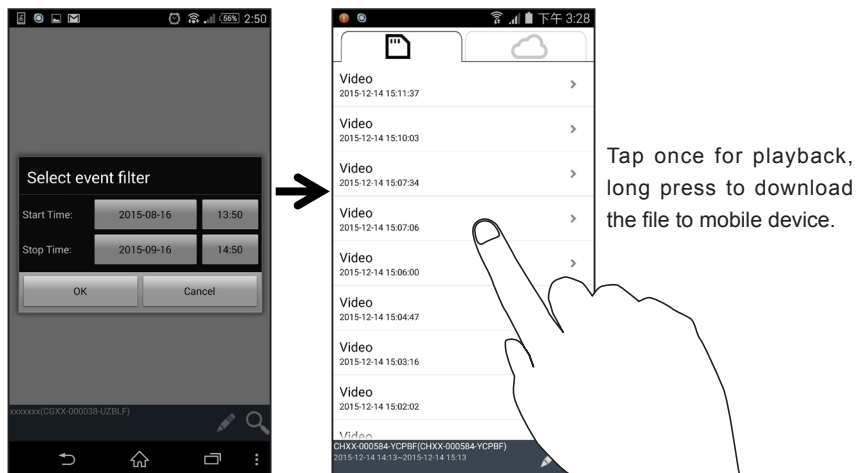 56% 2:50
Select event filter
Start Time: 2015-08-16 13:50
Stop Time: 2015-09-16 14:50
OK Cancel
xxxxxxx(CGXX-000038-UZBLF)
下午 3:28
Video
2015-12-14 15:11:37
Video
2015-12-14 15:10:03
Video
2015-12-14 15:07:34
Video
2015-12-14 15:07:06
Video
2015-12-14 15:06:00
Video
2015-12-14 15:04:47
Video
2015-12-14 15:03:16
Video
2015-12-14 15:02:02
Video
CHXX-000584-YCPBF(CHXX-000584-YCPBF)
2015-12-14 14:13~2015-12-14 15:13
Tap once for playback,
long press to download
the file to mobile device.